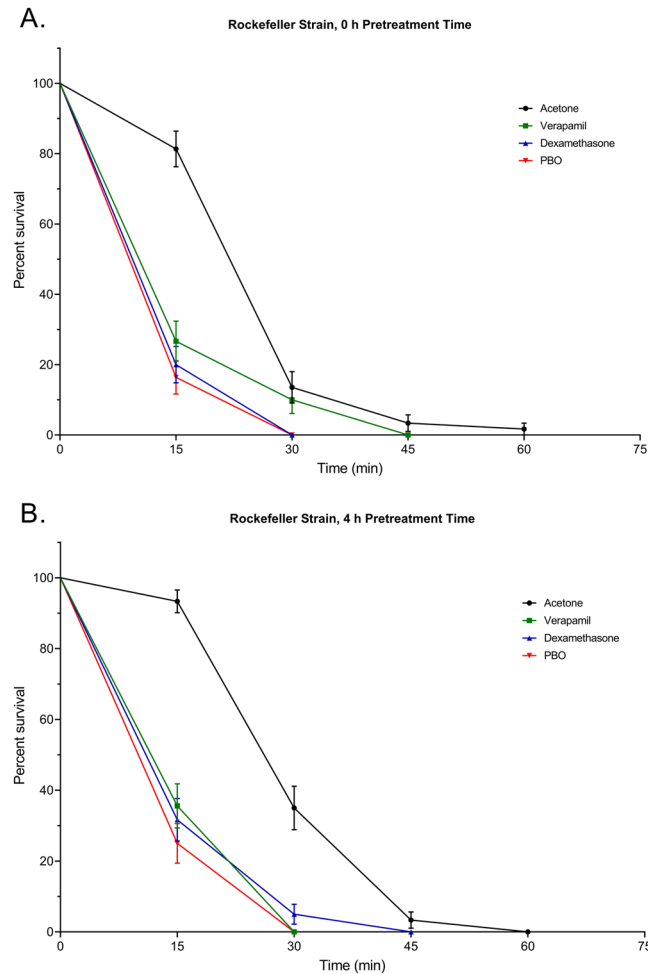 A.
Rockefeller Strain, 0 h Pretreatment Time
Percent survival
100
80
60
40
20
0
Acetone
Verapamil
Dexamethasone
PBO
0 15 30 45 60 75
Time (min)
B.
Rockefeller Strain, 4 h Pretreatment Time
Percent survival
100
80
60
40
20
0
Acetone
Verapamil
Dexamethasone
PBO
0 15 30 45 60 75
Time (min)